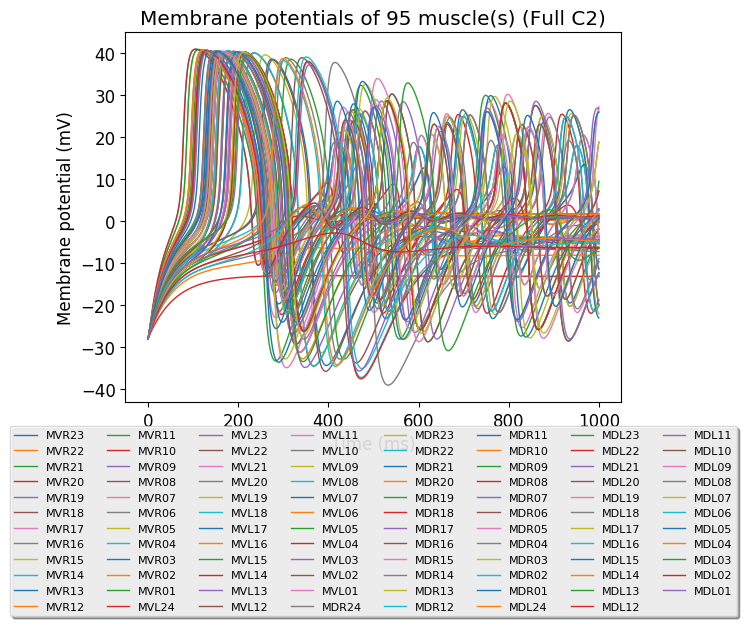 Membrane potentials of 95 muscle(s) (Full C2)
Membrane potential (mV)
40
30
20
10
0
−10
−20
−30
−40
0
200
400
600
800
1000
Time (ms)
MVR23
MVR22
MVR21
MVR20
MVR19
MVR18
MVR17
MVR16
MVR15
MVR14
MVR13
MVR12
MVR11
MVR10
MVR09
MVR08
MVR07
MVR06
MVR05
MVR04
MVR03
MVR02
MVR01
MVL24
MVL23
MVL22
MVL21
MVL20
MVL19
MVL18
MVL17
MVL16
MVL15
MVL14
MVL13
MVL12
MVL11
MVL10
MVL09
MVL08
MVL07
MVL06
MVL05
MVL04
MVL03
MVL02
MVL01
MDR24
MDR23
MDR22
MDR21
MDR20
MDR19
MDR18
MDR17
MDR16
MDR15
MDR14
MDR13
MDR12
MDR11
MDR10
MDR09
MDR08
MDR07
MDR06
MDR05
MDR04
MDR03
MDR02
MDR01
MDL24
MDL23
MDL22
MDL21
MDL20
MDL19
MDL18
MDL17
MDL16
MDL15
MDL14
MDL13
MDL12
MDL11
MDL10
MDL09
MDL08
MDL07
MDL06
MDL05
MDL04
MDL03
MDL02
MDL01